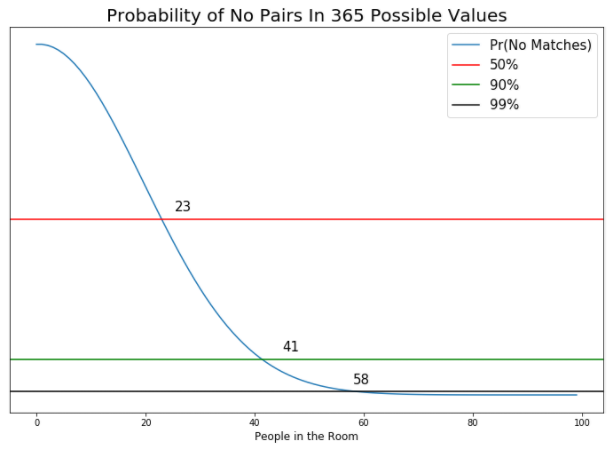 Probability of No Pairs In 365 Possible Values
Pr(No Matches)
50%
90%
99%
23
41
58
0 20 40 60 80 100
People in the Room